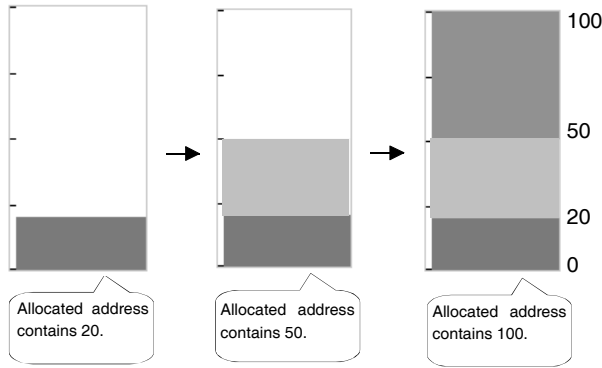 100
50
20
0
Allocated address
contains 20.
Allocated address
contains 50.
Allocated address
contains 100.